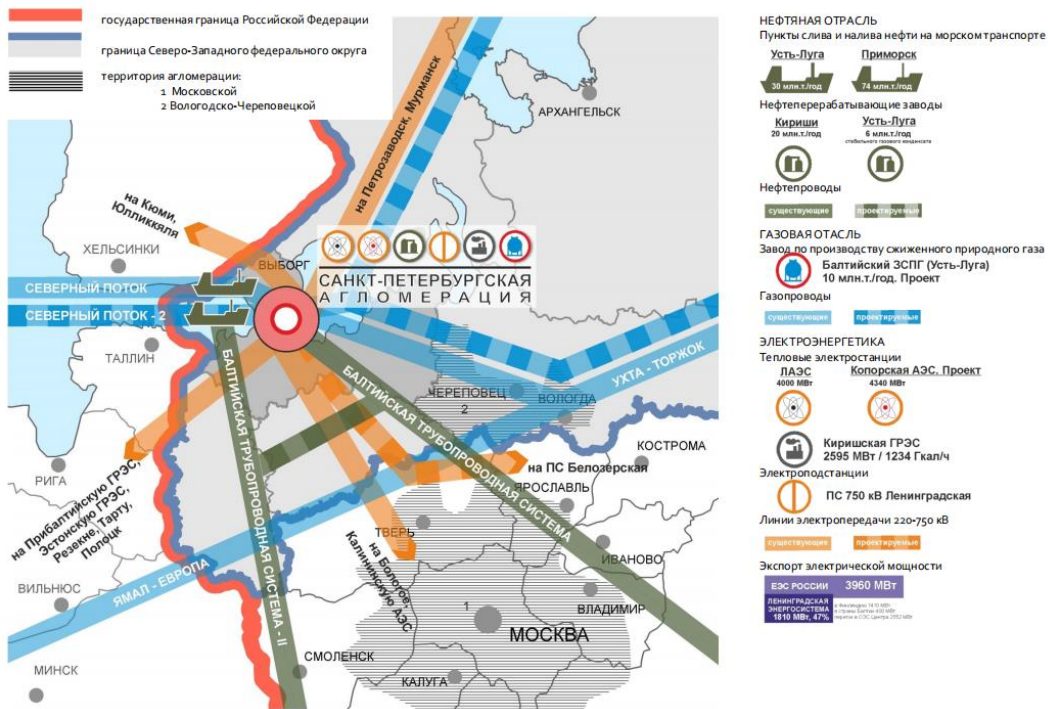 государственная граница Российской Федерации
граница Северо-Западного федерального округа
территория агломерации:
1 Московской
2 Вологодско-Череповецкой
АРХАНГЕЛЬСК
на Петрозаводск, Мурманск
на Кюми,
Юлликкяля
ХЕЛЬСИНКИ
ВЫБОРГ
САНКТ-ПЕТЕРБУРГСКАЯ
АГЛОМЕРАЦИЯ
СЕВЕРНЫЙ ПОТОК
СЕВЕРНЫЙ ПОТОК - 2
ТАЛЛИН
УХТА - ТОРЖОК
БАЛТИЙСКАЯ ТРУБОПРОВОДНАЯ СИСТЕМА
БАЛТИЙСКАЯ ТРУБОПРОВОДНАЯ СИСТЕМА - II
ЧЕРЕПОВЕЦ
2
ВОЛОГДА
КОСТРОМА
на ПС Белозерская
РИГА
ЯРОСЛАВЛЬ
на Прибалтийскую ГРЭС,
Эстонскую ГРЭС,
Резекне, Тарту,
Полоцк
ТВЕРЬ
на Бологое,
Калининскую АЭС
ИВАНОВО
ЯМАЛ - ЕВРОПА
ВИЛЬНЮС
ВЛАДИМИР
1
МОСКВА
МИНСК
СМОЛЕНСК
КАЛУГА
НЕФТЯНАЯ ОТРАСЛЬ
Пункты слива и налива нефти на морском транспорте
Усть-Луга Приморск
30 млн.т./год 74 млн.т./год
Нефтеперерабатывающие заводы
Кириши Усть-Луга
20 млн.т./год 6 млн.т./год
стабильного газового конденсата
Нефтепроводы
существующие проектируемые
ГАЗОВАЯ ОТАСЛЬ
Завод по производству сжиженного природного газа
Балтийский ЗСПГ (Усть-Луга)
10 млн.т./год. Проект
Газопроводы
существующие проектируемые
ЭЛЕКТРОЭНЕРГЕТИКА
Тепловые электростанции
ЛАЭС Копорская АЭС. Проект
4000 МВт 4340 МВт
Киришская ГРЭС
2595 МВт / 1234 Гкал/ч
Электроподстанции
ПС 750 кВ Ленинградская
Линии электропередачи 220-750 кВ
существующие проектируемые
Экспорт электрической мощности
ЕЭС РОССИИ 3960 МВт
ЛЕНИНГРАДСКАЯ
ЭНЕРГОСИСТЕМА
1810 МВт, 47%